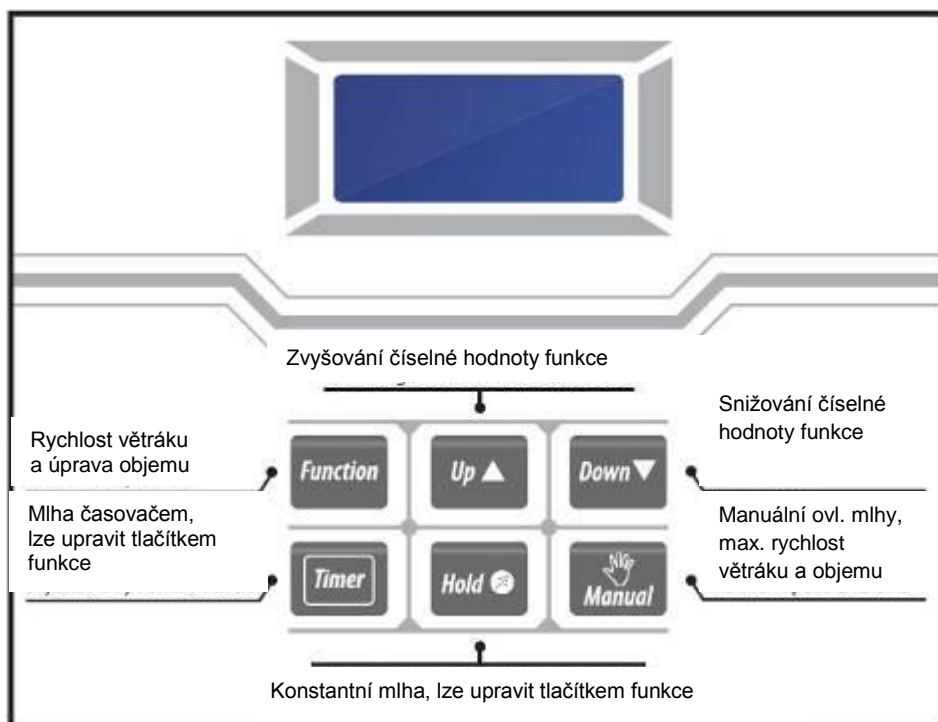 Zvyšování číselné hodnoty funkce
Rychlost větráku
a úprava objemu
Snižování číselné
hodnoty funkce
Function
Up ▲
Down ▼
Mlha časovačem,
lze upravit tlačítkem
funkce
Manuální ovl. mlhy,
max. rychlost
větráku a objemu
Timer
Hold
Manual
Konstantní mlha, lze upravit tlačítkem funkce